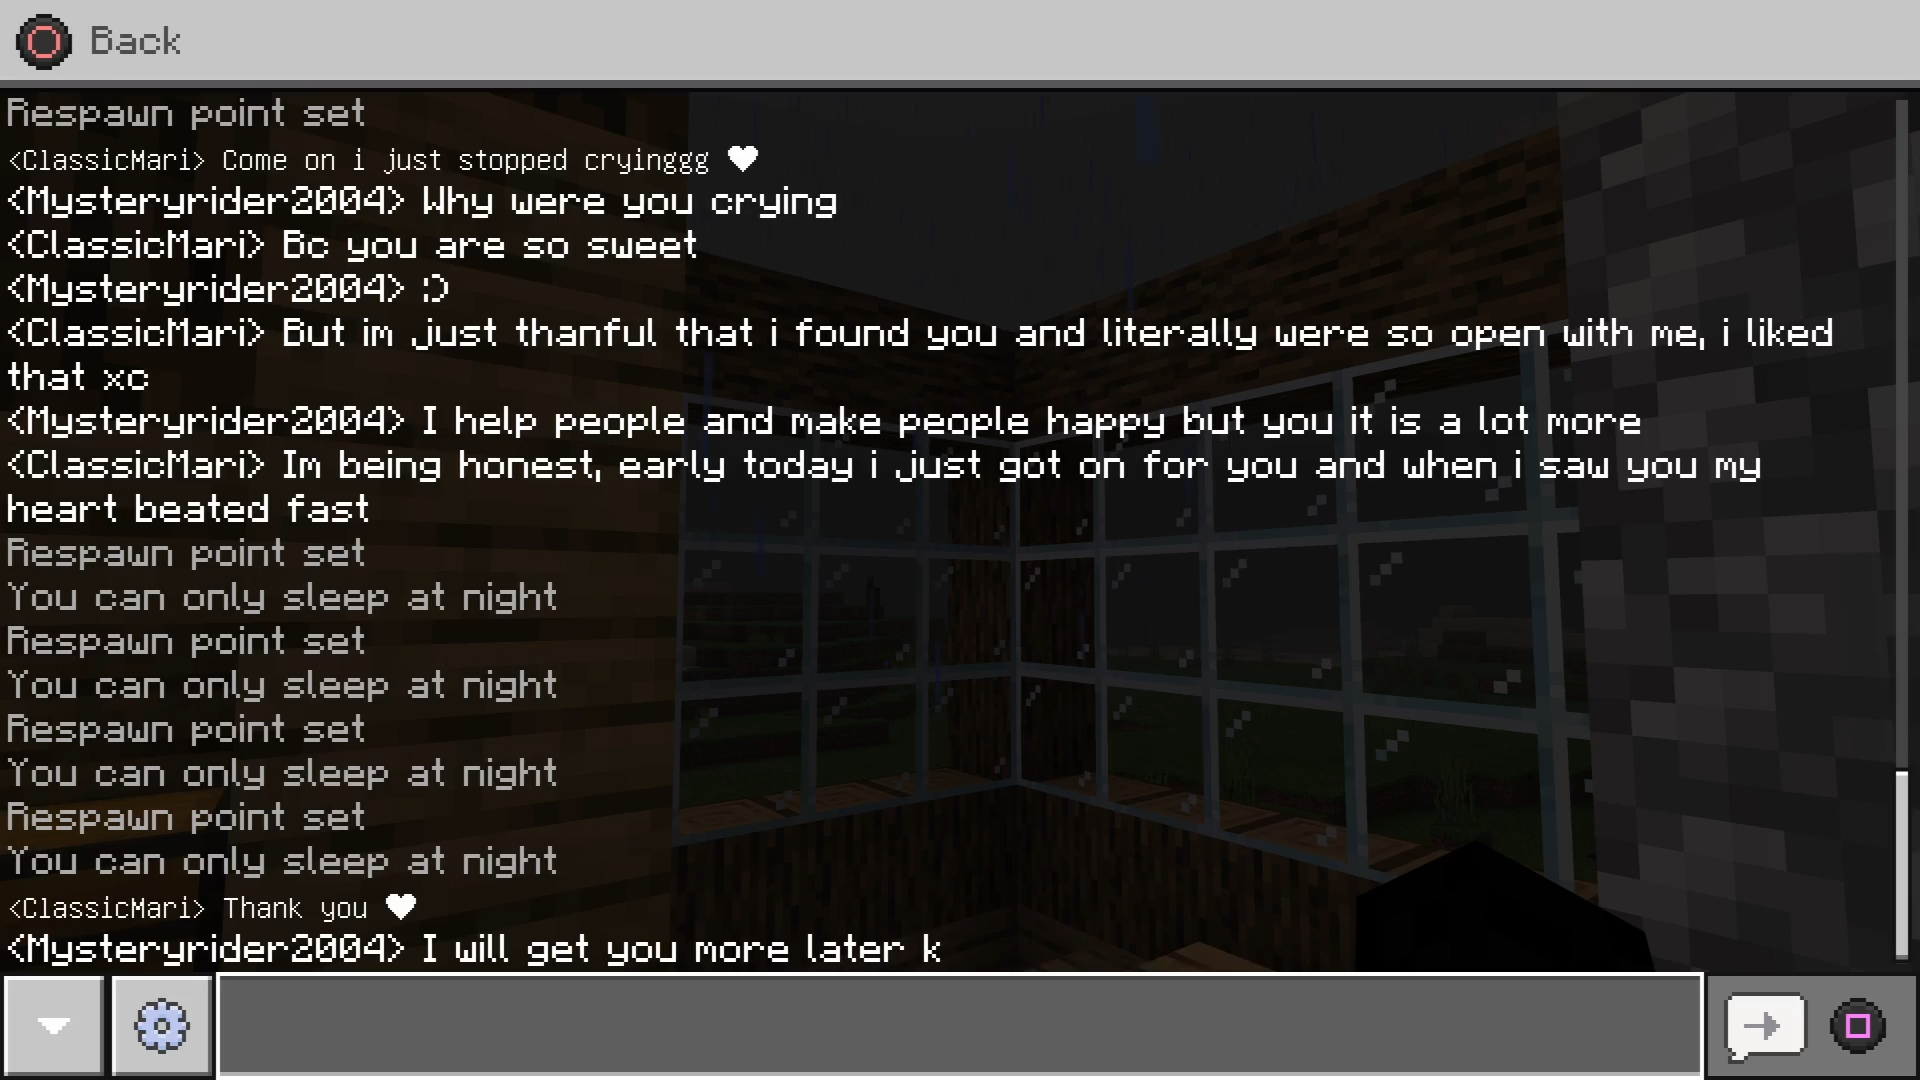 Back
Respawn point set
<ClassicMari> Come on i just stopped cryinggg ♥
<Mysteryrider2004> Why were you crying
<ClassicMari> Bc you are so sweet
<Mysteryrider2004> :)
<ClassicMari> But im just thanful that i found you and literally were so open with me, i liked
that xc
<Mysteryrider2004> I help people and make people happy but you it is a lot more
<ClassicMari> Im being honest, early today i just got on for you and when i saw you my
heart beated fast
Respawn point set
You can only sleep at night
Respawn point set
You can only sleep at night
Respawn point set
You can only sleep at night
Respawn point set
You can only sleep at night
<ClassicMari> Thank you ♥
<Mysteryrider2004> I will get you more later k